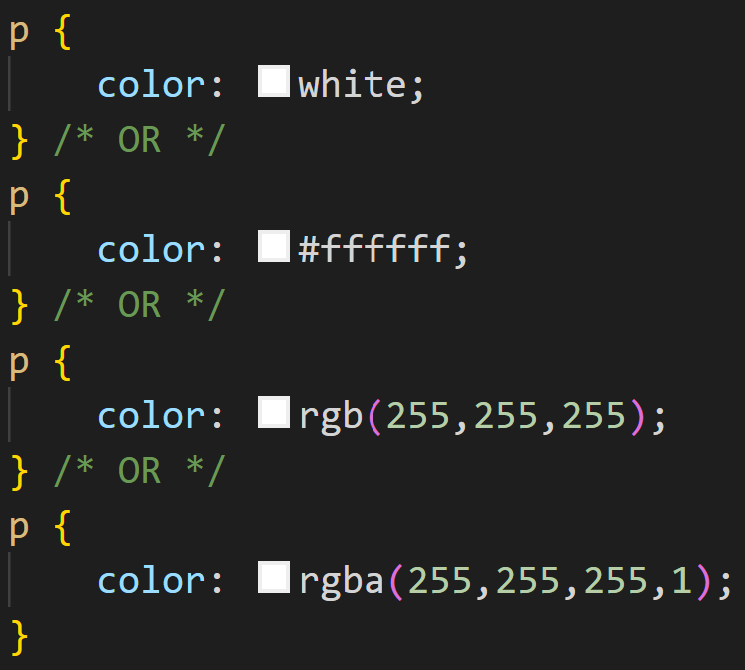 p {
    color: white;
} /* OR */
p {
    color: #ffffff;
} /* OR */
p {
    color: rgb(255,255,255);
} /* OR */
p {
    color: rgba(255,255,255,1);
}